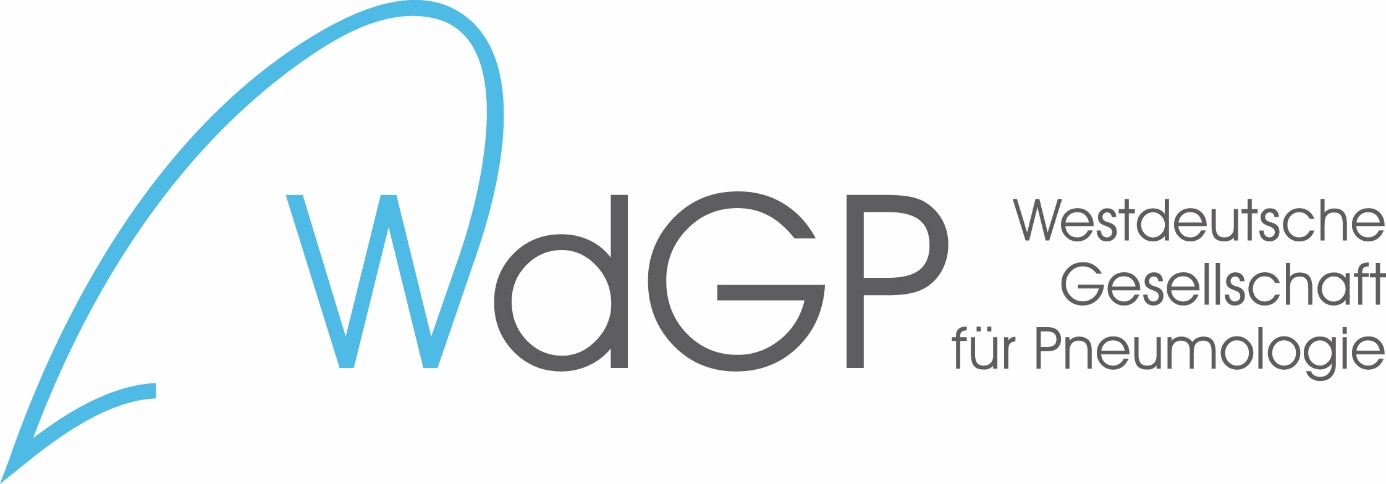 WdGP
Westdeutsche
Gesellschaft
für Pneumologie